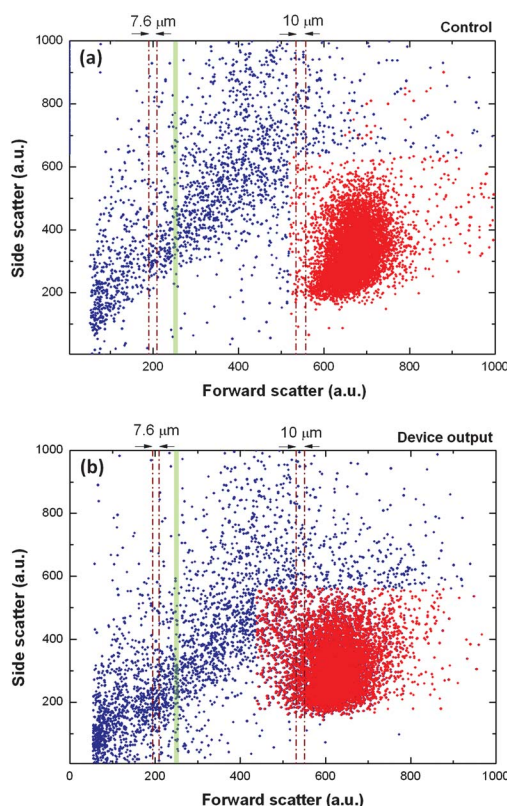 7.6 μm
10 μm
Control
(a)
1000
800
600
400
200
Side scatter (a.u.)
200
400
600
800
1000
Forward scatter (a.u.)
7.6 μm
10 μm
Device output
(b)
1000
800
600
400
200
Side scatter (a.u.)
0
200
400
600
800
1000
Forward scatter (a.u.)